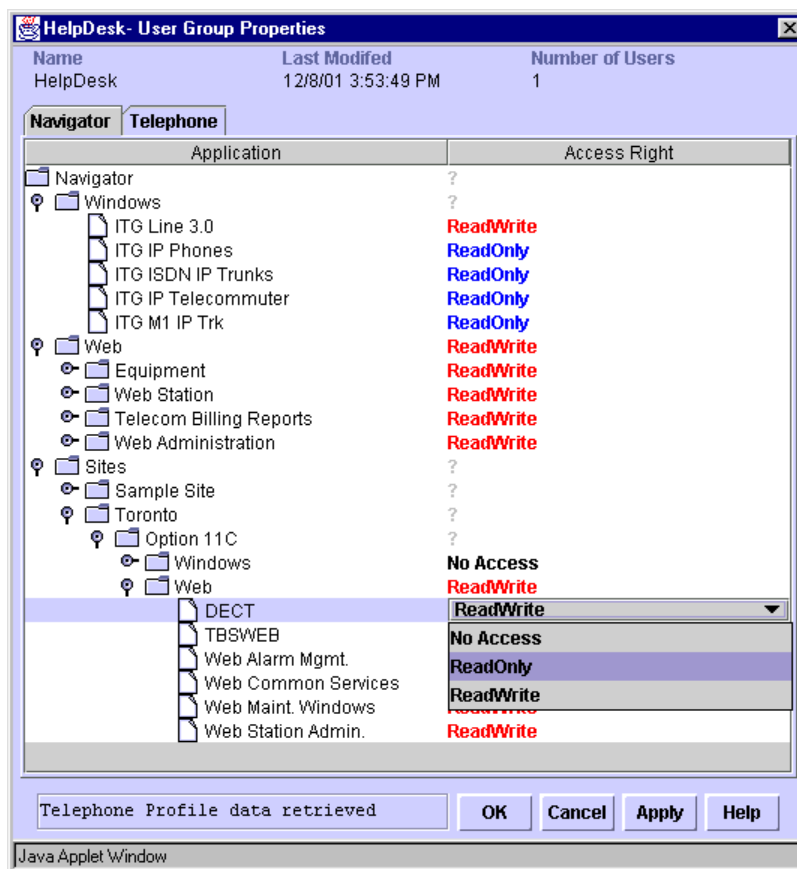 HelpDesk- User Group Properties
Name Last Modifed Number of Users
HelpDesk 12/8/01 3:53:49 PM 1
Navigator Telephone
Application Access Right
Navigator ?
Windows ?
ITG Line 3.0 ReadWrite
ITG IP Phones ReadOnly
ITG ISDN IP Trunks ReadOnly
ITG IP Telecommuter ReadOnly
ITG M1 IP Trk ReadOnly
Web ReadWrite
Equipment ReadWrite
Web Station ReadWrite
Telecom Billing Reports ReadWrite
Web Administration ReadWrite
Sites ?
Sample Site ?
Toronto ?
Option 11C ?
Windows No Access
Web ReadWrite
DECT ReadWrite
TBSWEB No Access
Web Alarm Mgmt. ReadOnly
Web Common Services ReadWrite
Web Maint. Windows
Web Station Admin. ReadWrite
Telephone Profile data retrieved OK Cancel Apply Help
Java Applet Window